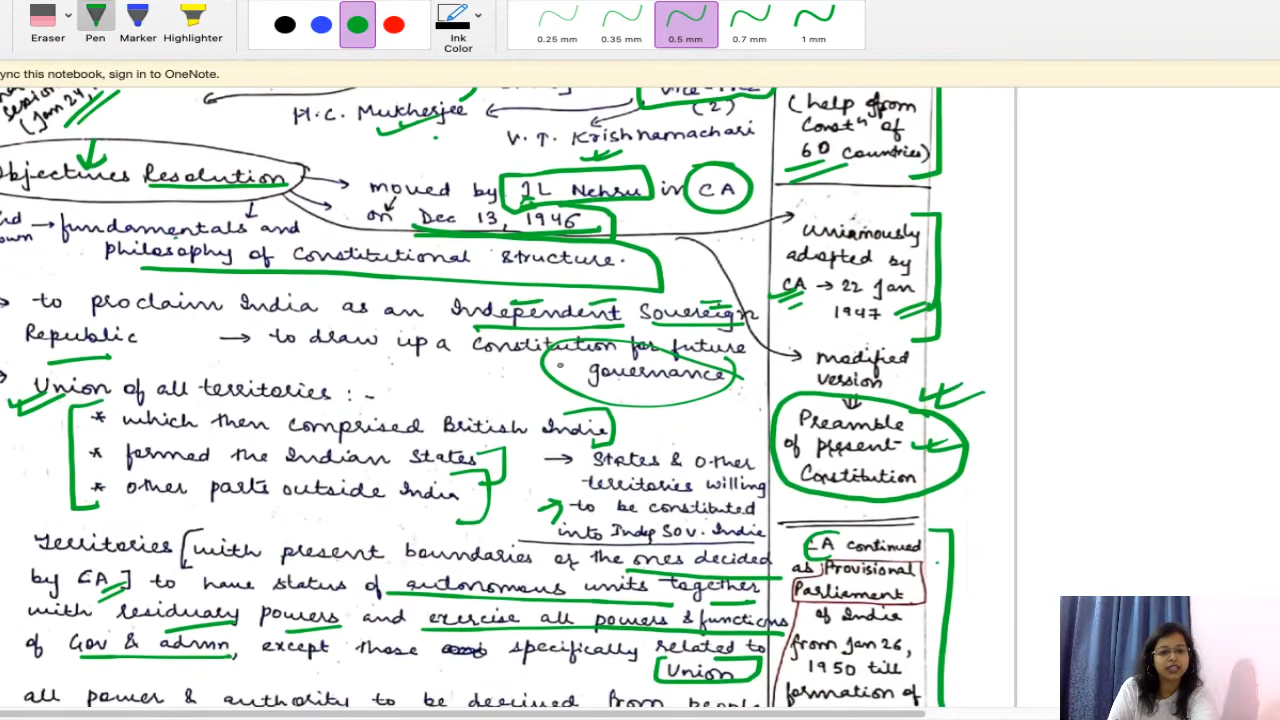 Eraser
Pen
Marker
Highlighter
Ink
Color
0.25 mm
0.35 mm
0.5 mm
0.7 mm
1 mm
ync this notebook, sign in to OneNote.
session
(Jan 24,
H.C. Mukherjee
(2)
V. T. Krishnamachari
(help from
Constn of
60 Countries)
Objectives Resolution
moved by JL Nehru in CA
on Dec 13, 1946
→ fundamentals and
philosophy of Constitutional structure.
unianously
adopted by
CA → 22 Jan
1947
→ to proclaim India as an Independent Sovereign
Republic → to draw up a Constitution for future
governance
modified
version
Preamble
of present
Constitution
→ Union of all territories : -
* which then comprised British India
* formed the Indian States
* other parts outside India
→ States & other
territories willing
to be constituted
into Indep Sov. India
Territories [with present boundaries or the ones decided
by CA] to have status of autonomous units together
with residuary powers and exercise all powers & functions
of Gov & admn, except those specifically related to
Union
CA continued
as Provisional
Parliament
of India
from Jan 26,
1950 till
formation of
all power & authority to be derived from people